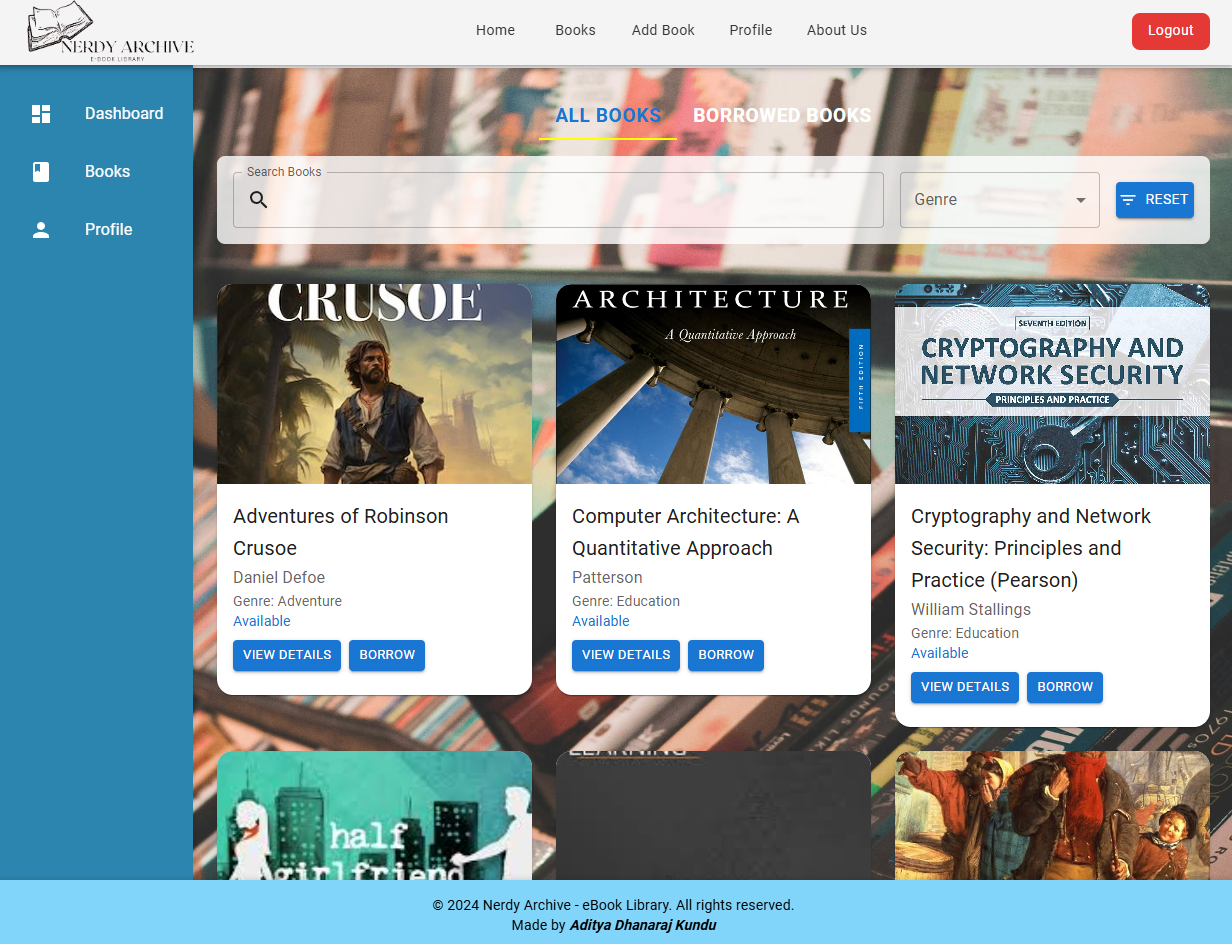 NERDY ARCHIVE
E-BOOK LIBRARY
Home Books Add Book Profile About Us
Logout
Dashboard
Books
Profile
ALL BOOKS BORROWED BOOKS
Search Books
Genre
RESET
CRUSOE
ARCHITECTURE
A Quantitative Approach
FIFTH EDITION
SEVENTH EDITION
CRYPTOGRAPHY AND
NETWORK SECURITY
PRINCIPLES AND PRACTICE
Adventures of Robinson
Crusoe
Daniel Defoe
Genre: Adventure
Available
VIEW DETAILS BORROW
Computer Architecture: A
Quantitative Approach
Patterson
Genre: Education
Available
VIEW DETAILS BORROW
Cryptography and Network
Security: Principles and
Practice (Pearson)
William Stallings
Genre: Education
Available
VIEW DETAILS BORROW
half
girlfriend
LEARNING
© 2024 Nerdy Archive - eBook Library. All rights reserved.
Made by Aditya Dhanaraj Kundu